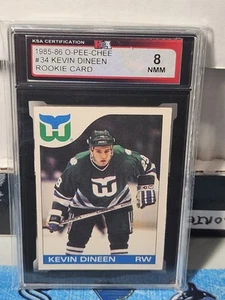 KSA CERTIFICATION
1985-86 O-PEE-CHEE
#34 KEVIN DINEEN
ROOKIE CARD
8
NMM
KEVIN DINEEN RW